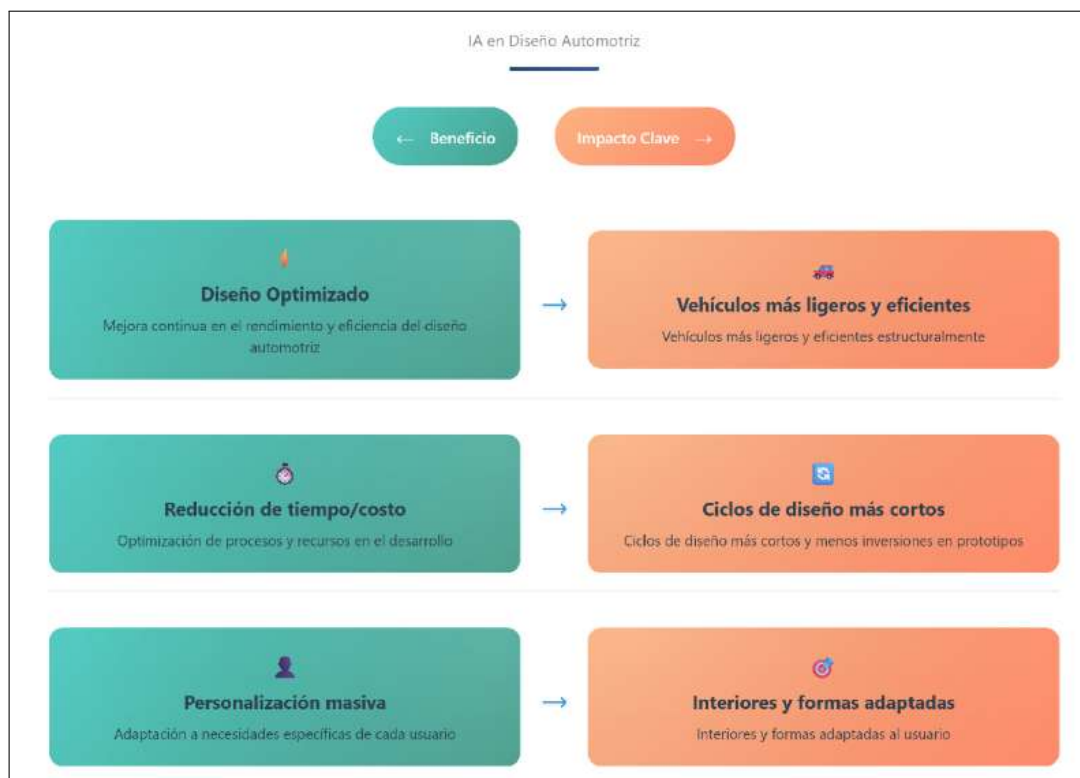 IA en Diseño Automotriz
← Beneficio
Impacto Clave →
Diseño Optimizado
Mejora continua en el rendimiento y eficiencia del diseño
automotriz
→
Vehículos más ligeros y eficientes
Vehículos más ligeros y eficientes estructuralmente
Reducción de tiempo/costo
Optimización de procesos y recursos en el desarrollo
→
Ciclos de diseño más cortos
Ciclos de diseño más cortos y menos inversiones en prototipos
Personalización masiva
Adaptación a necesidades específicas de cada usuario
→
Interiores y formas adaptadas
Interiores y formas adaptadas al usuario